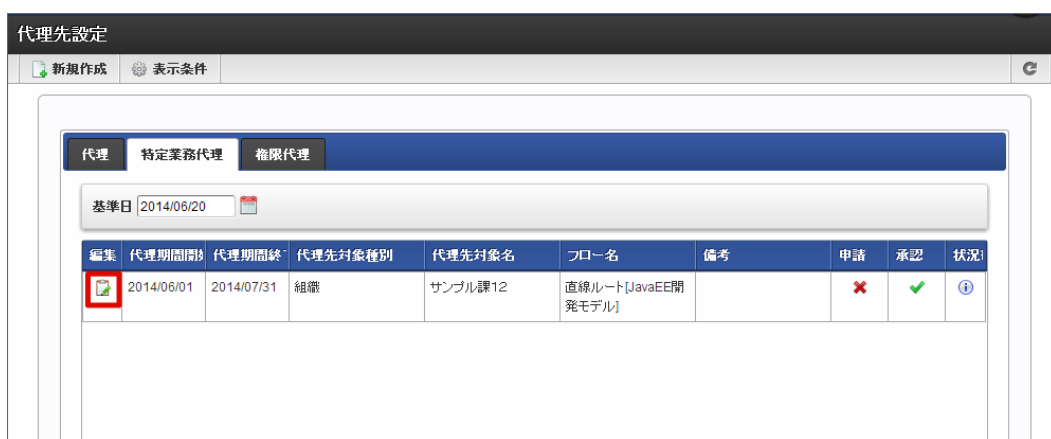 代理先設定
新規作成 表示条件
代理 特定業務代理 権限代理
基準日 2014/06/20
編集 代理期間開 代理期間終 代理先対象種別 代理先対象名 フロー名 備考 申請 承認 状況
2014/06/01 2014/07/31 組織 サンプル課12 直線ルート[JavaEE開
発モデル]